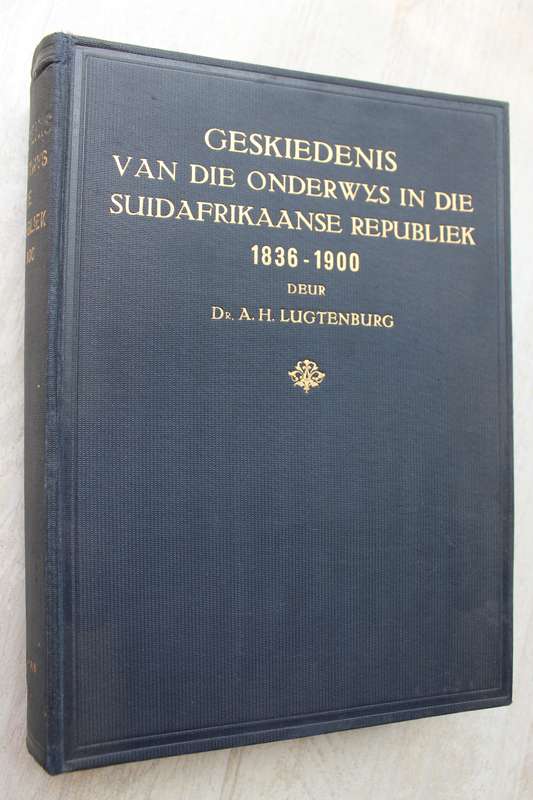 GESKIEDENIS
VAN DIE ONDERWYS IN DIE
SUIDAFRIKAANSE REPUBLIEK
1836-1900
DEUR
DR. A. H. LUGTENBURG